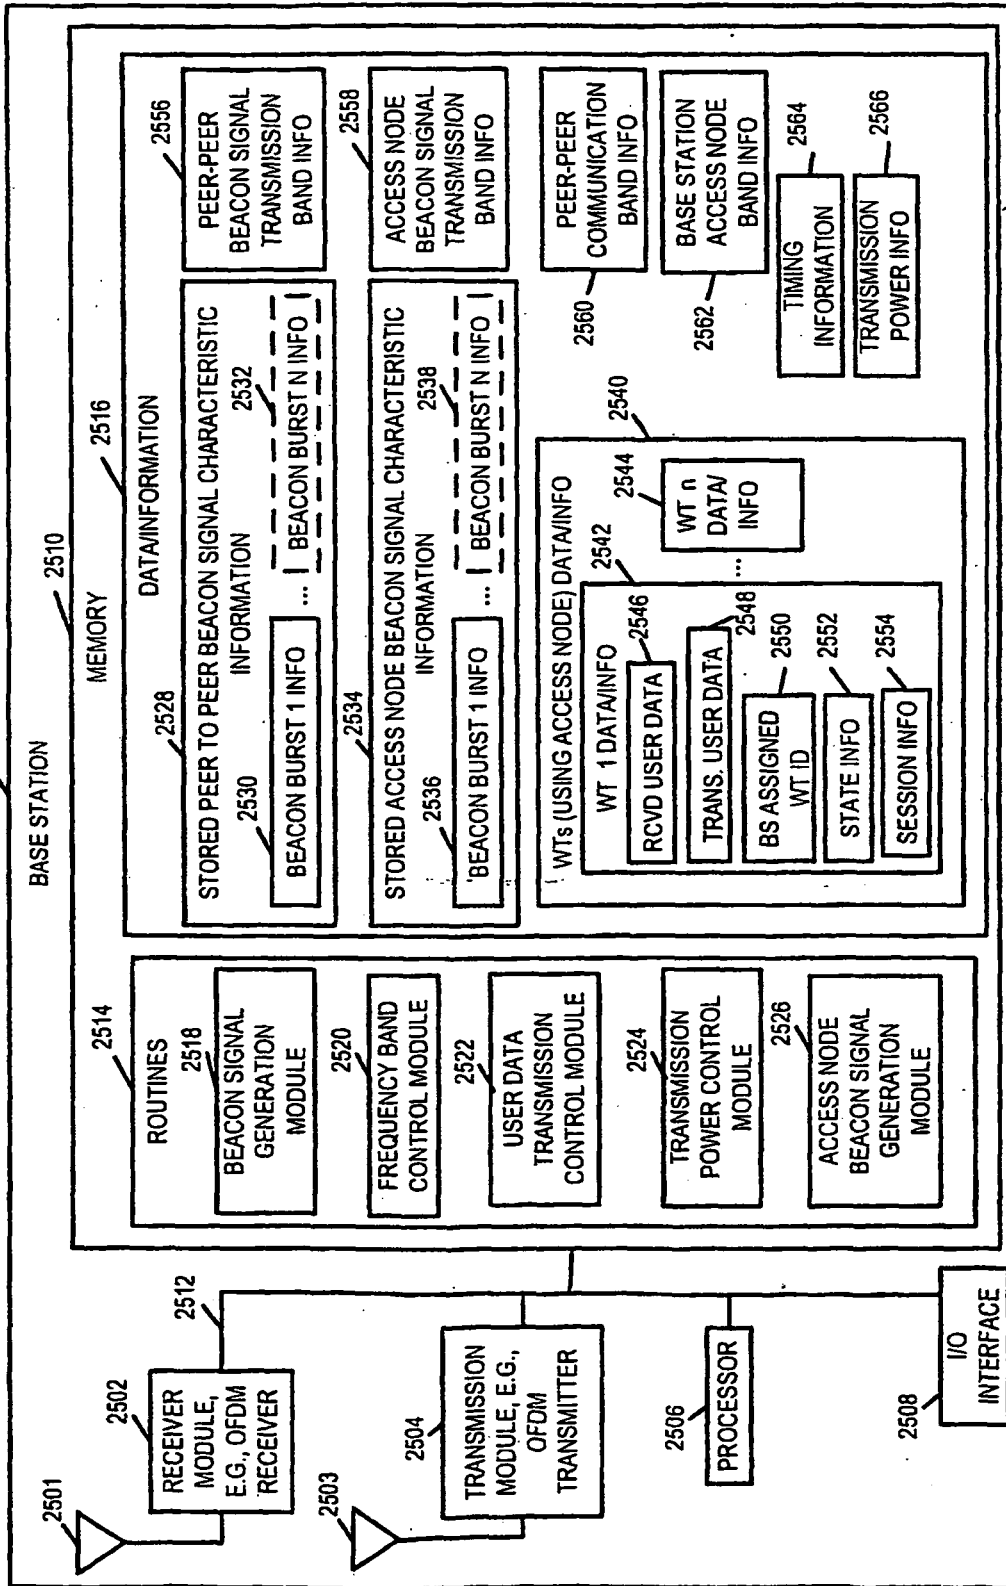 BASE STATION
2510
MEMORY
2514
ROUTINES
2518
BEACON SIGNAL
GENERATION
MODULE
2520
FREQUENCY BAND
CONTROL MODULE
2522
USER DATA
TRANSMISSION
CONTROL MODULE
2524
TRANSMISSION
POWER CONTROL
MODULE
2526
ACCESS NODE
BEACON SIGNAL
GENERATION
MODULE
2516
DATA/INFORMATION
2528
STORED PEER TO PEER BEACON SIGNAL CHARACTERISTIC
INFORMATION
2530
BEACON BURST 1 INFO
...
2532
BEACON BURST N INFO
2534
STORED ACCESS NODE BEACON SIGNAL CHARACTERISTIC
INFORMATION
2536
BEACON BURST 1 INFO
...
2538
BEACON BURST N INFO
2540
WTs (USING ACCESS NODE) DATA/INFO
2542
WT 1 DATA/INFO
2546
RCVD USER DATA
2548
TRANS. USER DATA
2550
BS ASSIGNED
WT ID
2552
STATE INFO
2554
SESSION INFO
...
2544
WT n
DATA/
INFO
2556
PEER-PEER
BEACON SIGNAL
TRANSMISSION
BAND INFO
2558
ACCESS NODE
BEACON SIGNAL
TRANSMISSION
BAND INFO
2560
PEER-PEER
COMMUNICATION
BAND INFO
2562
BASE STATION
ACCESS NODE
BAND INFO
2564
TIMING
INFORMATION
2566
TRANSMISSION
POWER INFO
2501
2502
RECEIVER
MODULE,
E.G., OFDM
RECEIVER
2512
2503
2504
TRANSMISSION
MODULE, E.G.,
OFDM
TRANSMITTER
2506
PROCESSOR
2508
I/O
INTERFACE